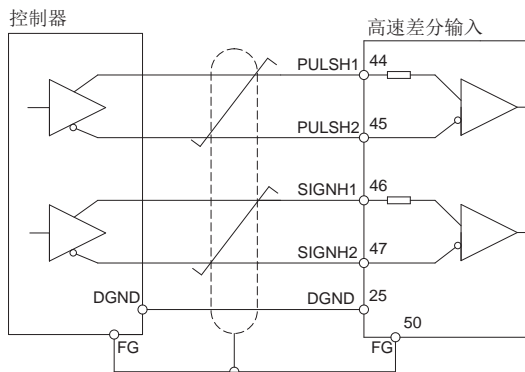 控制器
高速差分输入
PULSH1 44
PULSH2 45
SIGNH1 46
SIGNH2 47
DGND
DGND 25
FG
FG 50